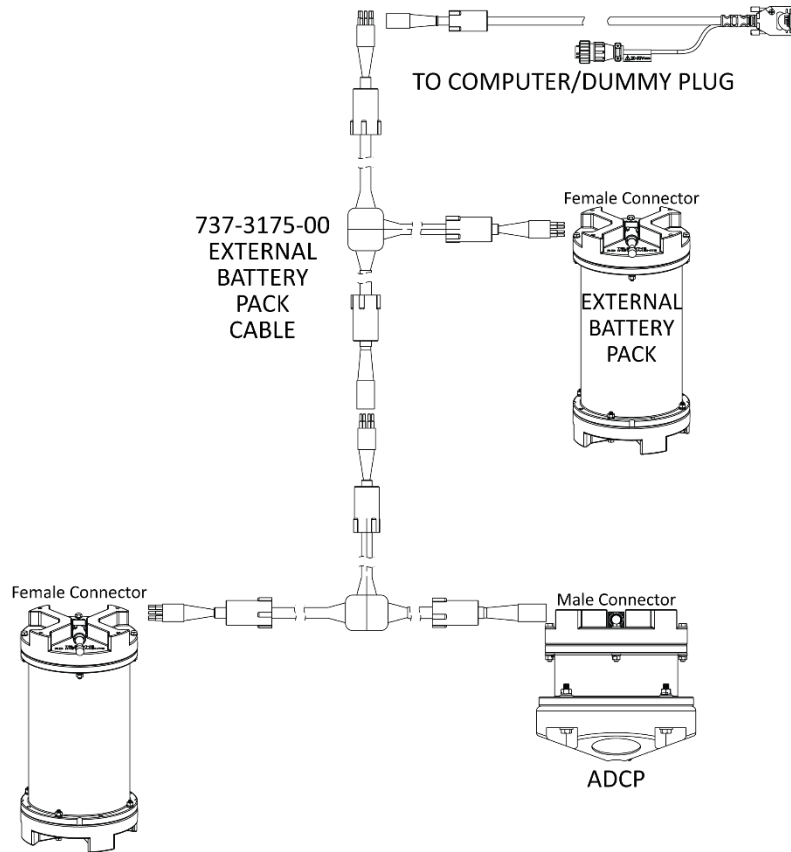 TO COMPUTER/DUMMY PLUG
Female Connector
737-3175-00
EXTERNAL
BATTERY
PACK
CABLE
EXTERNAL
BATTERY
PACK
Female Connector
Male Connector
ADCP